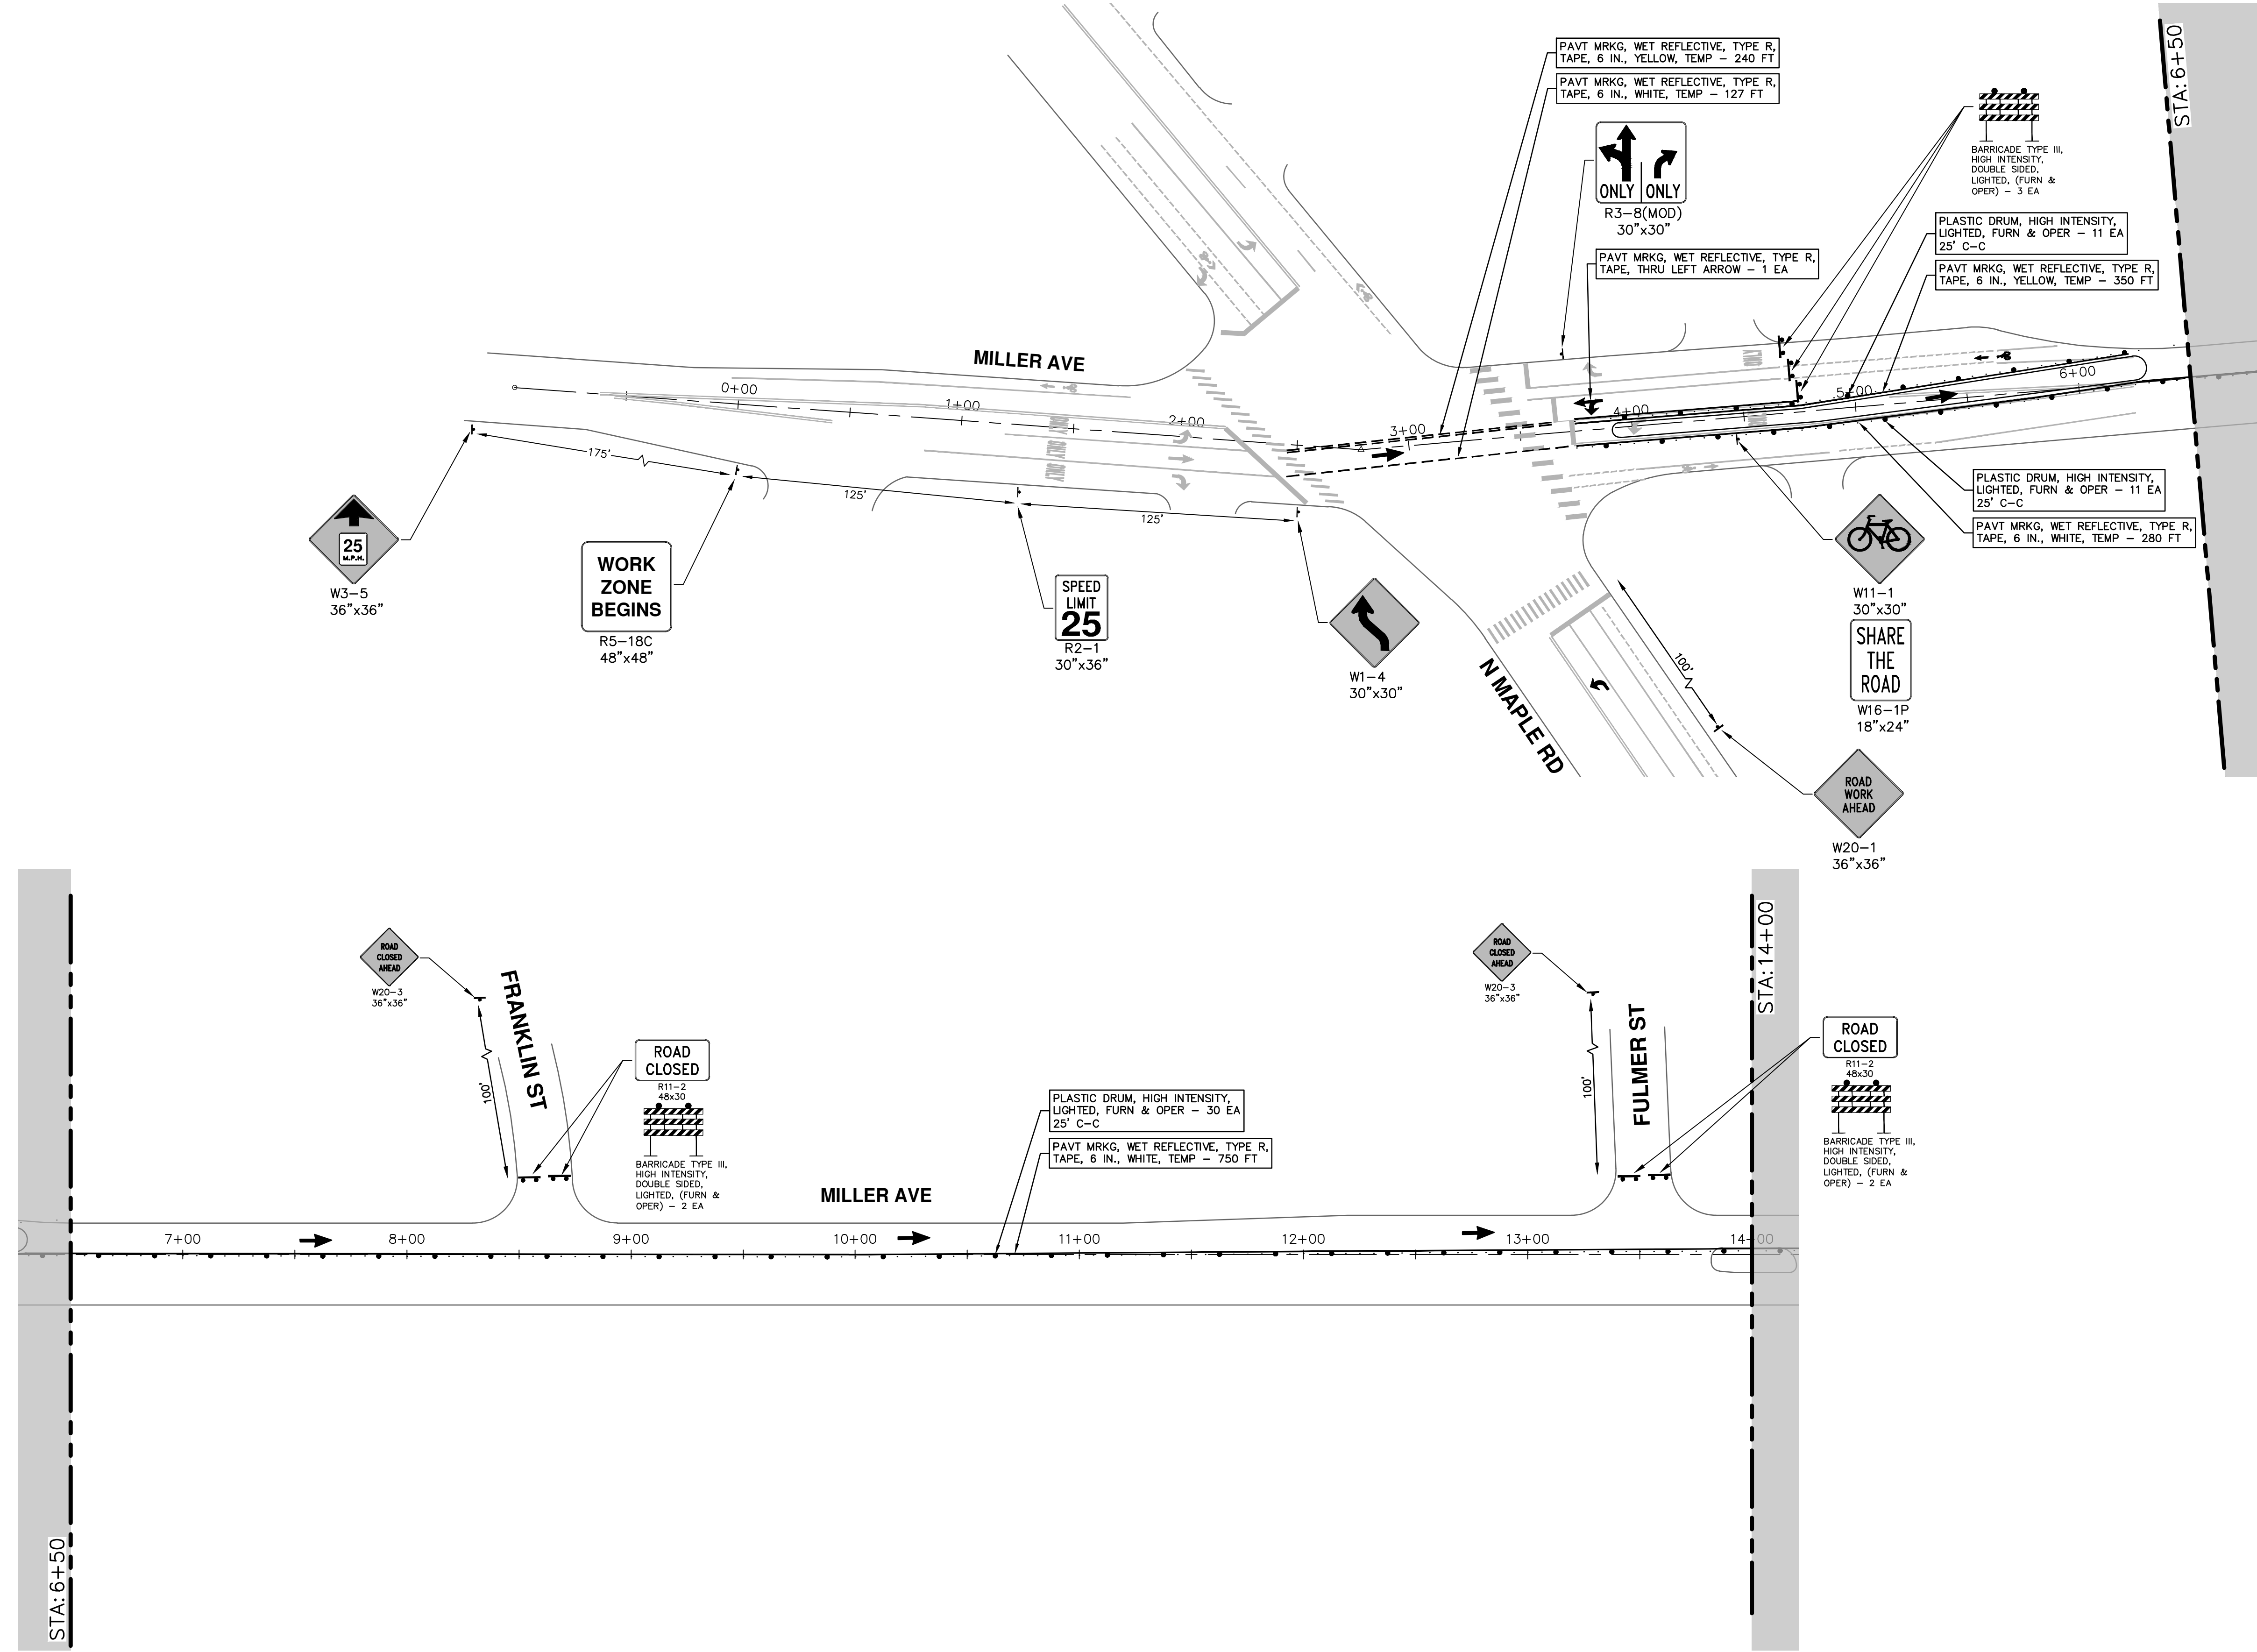 PAVT MRKG, WET REFLECTIVE, TYPE R,
TAPE, 6 IN., YELLOW, TEMP – 240 FT
PAVT MRKG, WET REFLECTIVE, TYPE R,
TAPE, 6 IN., WHITE, TEMP – 127 FT
STA: 6+50
ONLY ONLY
R3–8(MOD)
30"x30"
BARRICADE TYPE III,
HIGH INTENSITY,
DOUBLE SIDED,
LIGHTED, (FURN &
OPER) – 3 EA
PAVT MRKG, WET REFLECTIVE, TYPE R,
TAPE, THRU LEFT ARROW – 1 EA
PLASTIC DRUM, HIGH INTENSITY,
LIGHTED, FURN & OPER – 11 EA
25' C–C
PAVT MRKG, WET REFLECTIVE, TYPE R,
TAPE, 6 IN., YELLOW, TEMP – 350 FT
MILLER AVE
ONLY
0+00
1+00
2+00
3+00
4+00
5+00
6+00
ONLY ONLY ONLY
175'
125'
125'
25
M.P.H.
W3–5
36"x36"
WORK
ZONE
BEGINS
R5–18C
48"x48"
SPEED
LIMIT
25
R2–1
30"x36"
W1–4
30"x30"
PLASTIC DRUM, HIGH INTENSITY,
LIGHTED, FURN & OPER – 11 EA
25' C–C
PAVT MRKG, WET REFLECTIVE, TYPE R,
TAPE, 6 IN., WHITE, TEMP – 280 FT
W11–1
30"x30"
SHARE
THE
ROAD
W16–1P
18"x24"
N MAPLE RD
100'
ROAD
WORK
AHEAD
W20–1
36"x36"
STA: 6+50
ROAD
CLOSED
AHEAD
W20–3
36"x36"
100'
FRANKLIN ST
ROAD
CLOSED
R11–2
48x30
BARRICADE TYPE III,
HIGH INTENSITY,
DOUBLE SIDED,
LIGHTED, (FURN &
OPER) – 2 EA
PLASTIC DRUM, HIGH INTENSITY,
LIGHTED, FURN & OPER – 30 EA
25' C–C
PAVT MRKG, WET REFLECTIVE, TYPE R,
TAPE, 6 IN., WHITE, TEMP – 750 FT
MILLER AVE
ROAD
CLOSED
AHEAD
W20–3
36"x36"
100'
FULMER ST
STA: 14+00
ROAD
CLOSED
R11–2
48x30
BARRICADE TYPE III,
HIGH INTENSITY,
DOUBLE SIDED,
LIGHTED, (FURN &
OPER) – 2 EA
7+00
8+00
9+00
10+00
11+00
12+00
13+00
14+00